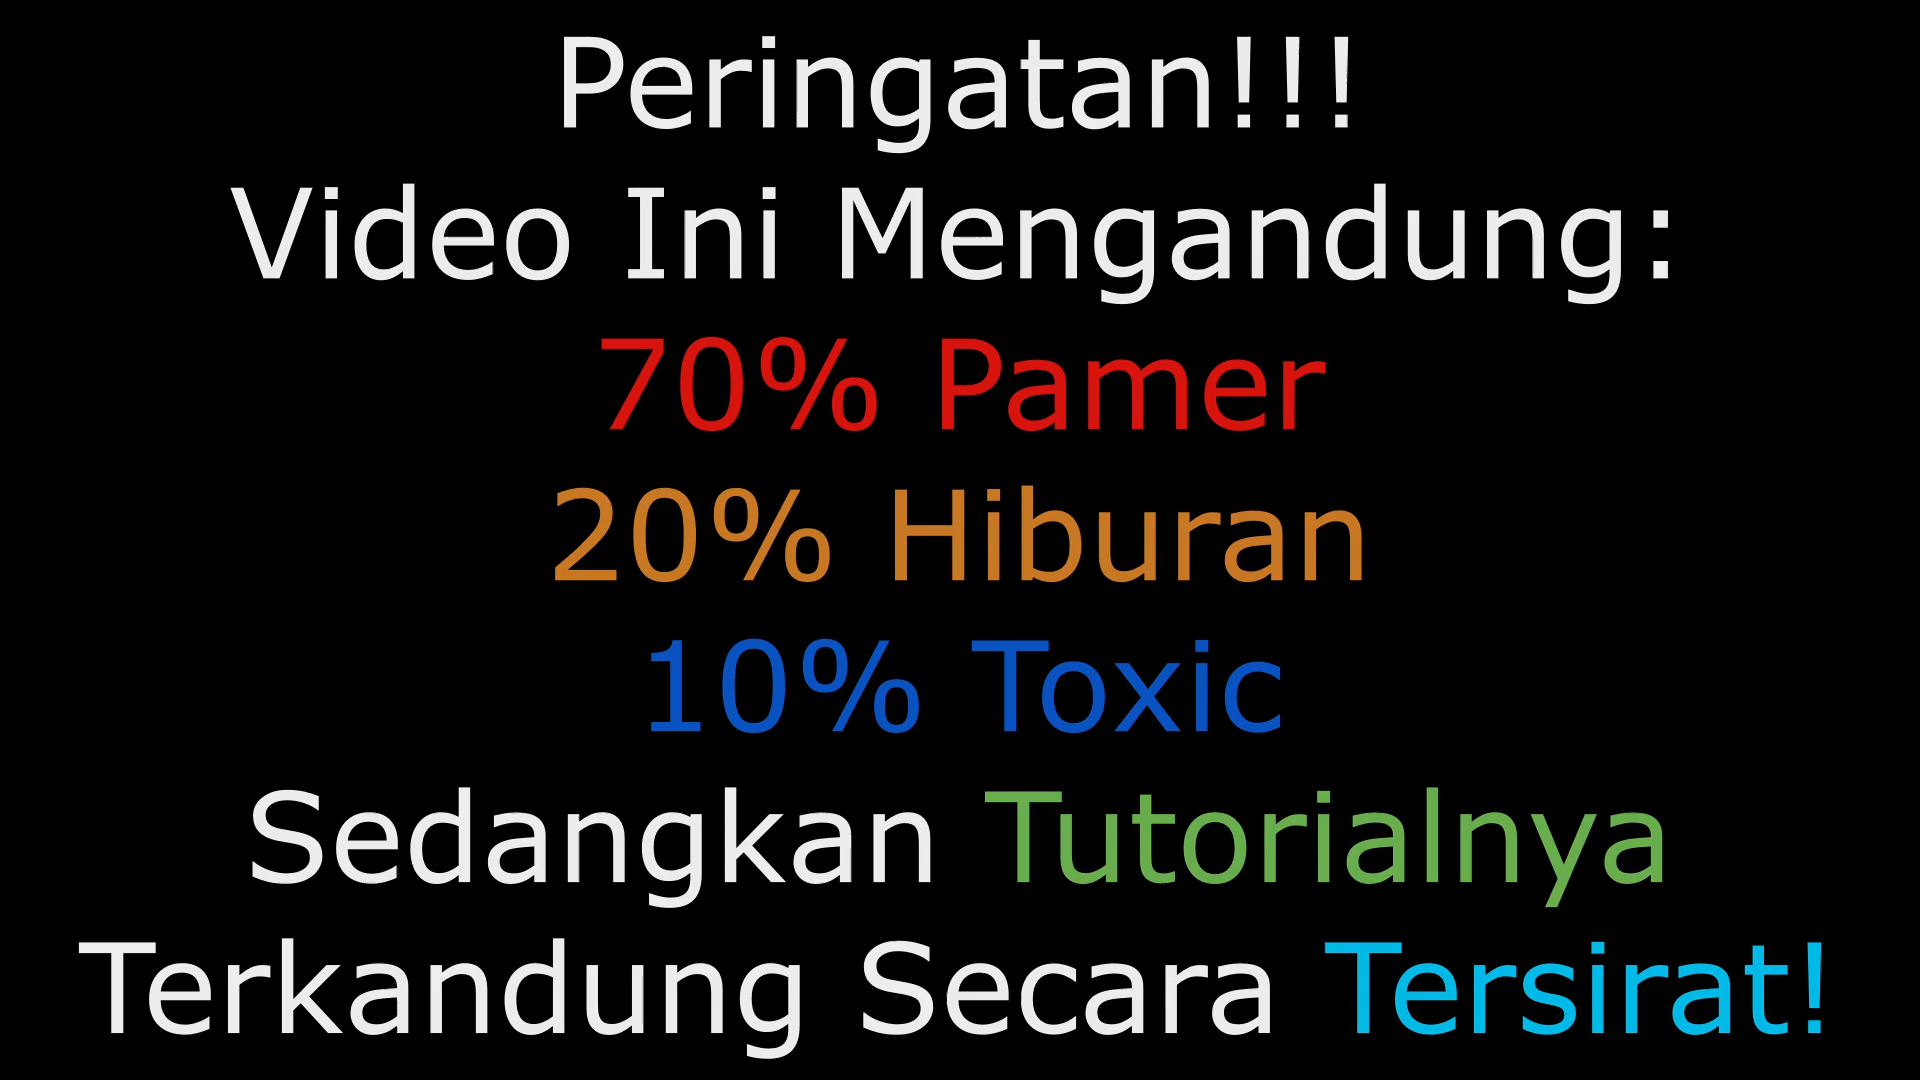 Peringatan!!!
Video Ini Mengandung:
70% Pamer
20% Hiburan
10% Toxic
Sedangkan Tutorialnya
Terkandung Secara Tersirat!